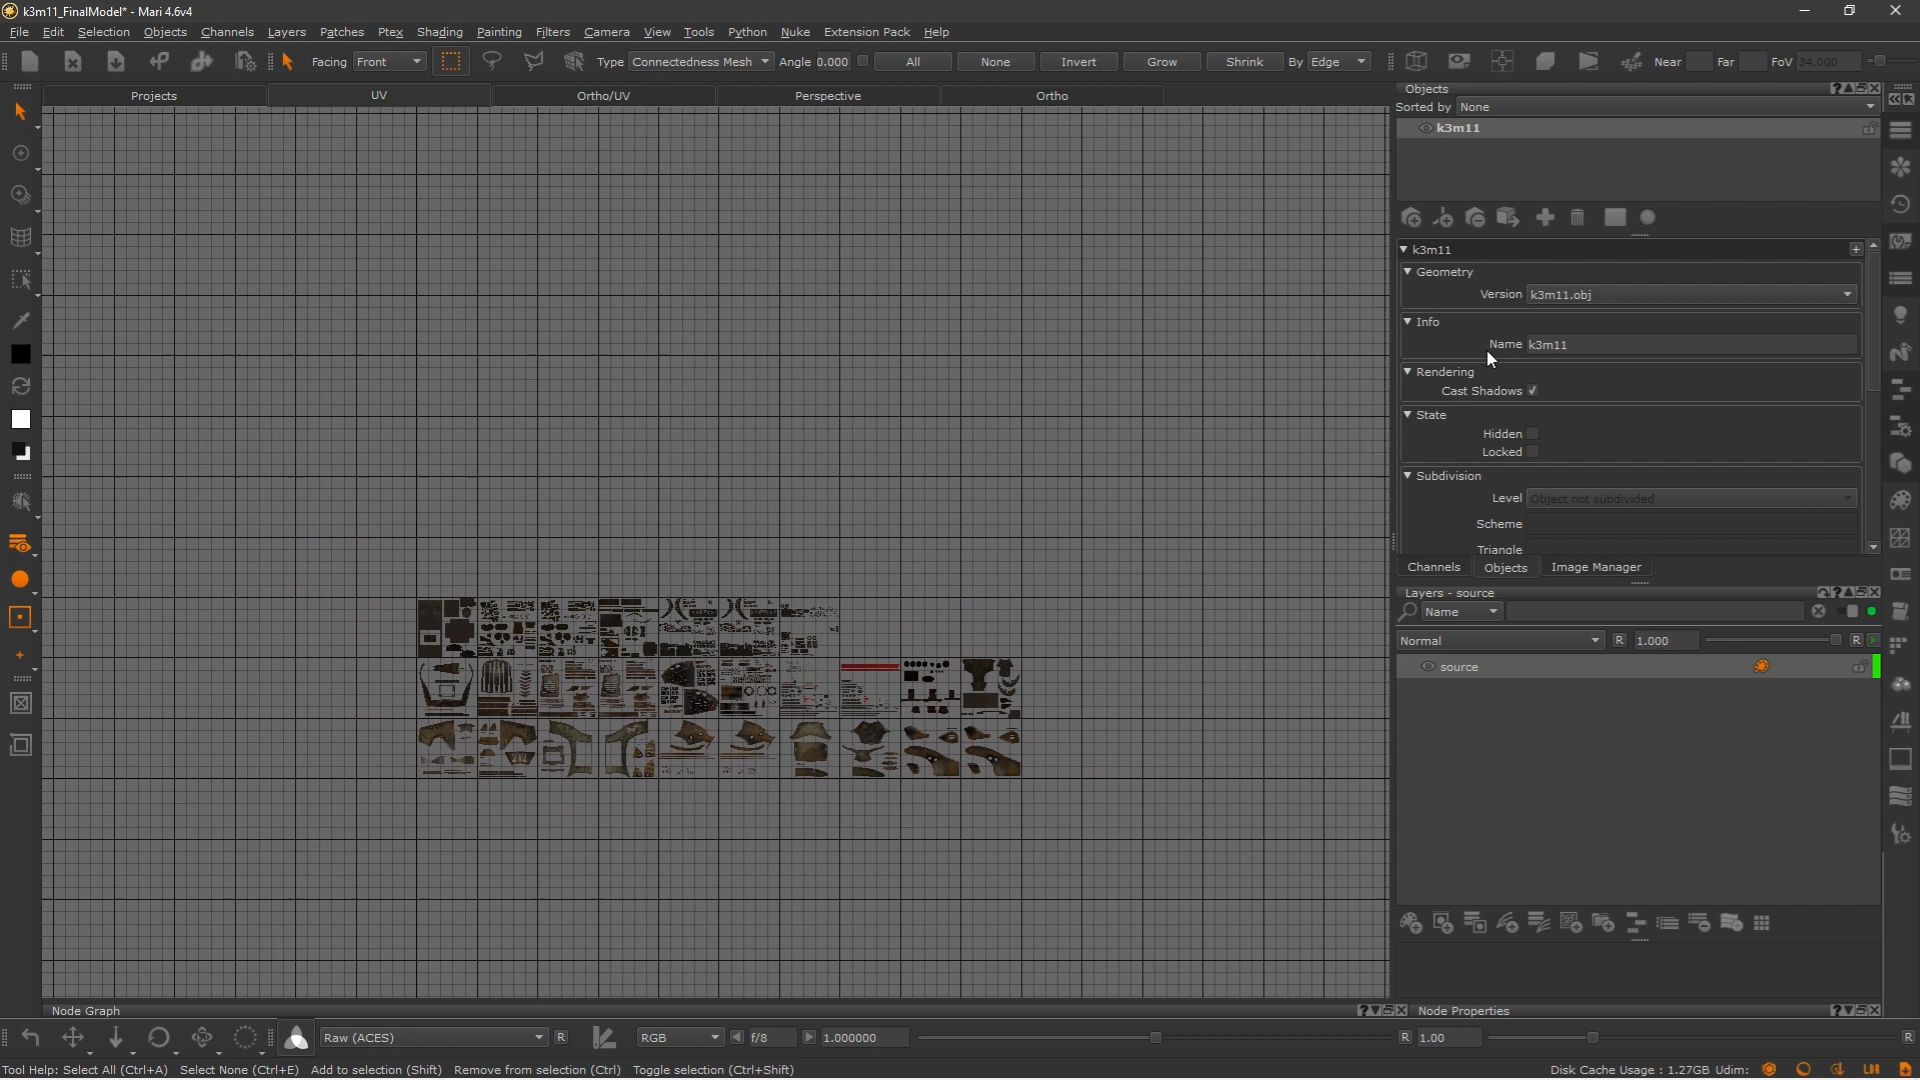 k3m11_FinalModel* - Mari 4.6v4
File Edit Selection Objects Channels Layers Patches Ptex Shading Painting Filters Camera View Tools Python Nuke Extension Pack Help
Facing Front Type Connectedness Mesh Angle 0.000 All None Invert Grow Shrink By Edge Near Far FoV 34.000
Projects UV Ortho/UV Perspective Ortho
Objects
Sorted by None
k3m11
k3m11
Geometry
Version k3m11.obj
Info
Name k3m11
Rendering
Cast Shadows
State
Hidden
Locked
Subdivision
Level Object not subdivided
Scheme
Triangle
Channels Objects Image Manager
Layers - source
Name
Normal R 1.000 R
source
Node Graph
Node Properties
Raw (ACES) R RGB f/8 1.000000 R 1.00 R
Tool Help: Select All (Ctrl+A) Select None (Ctrl+E) Add to selection (Shift) Remove from selection (Ctrl) Toggle selection (Ctrl+Shift)
Disk Cache Usage : 1.27GB Udim: